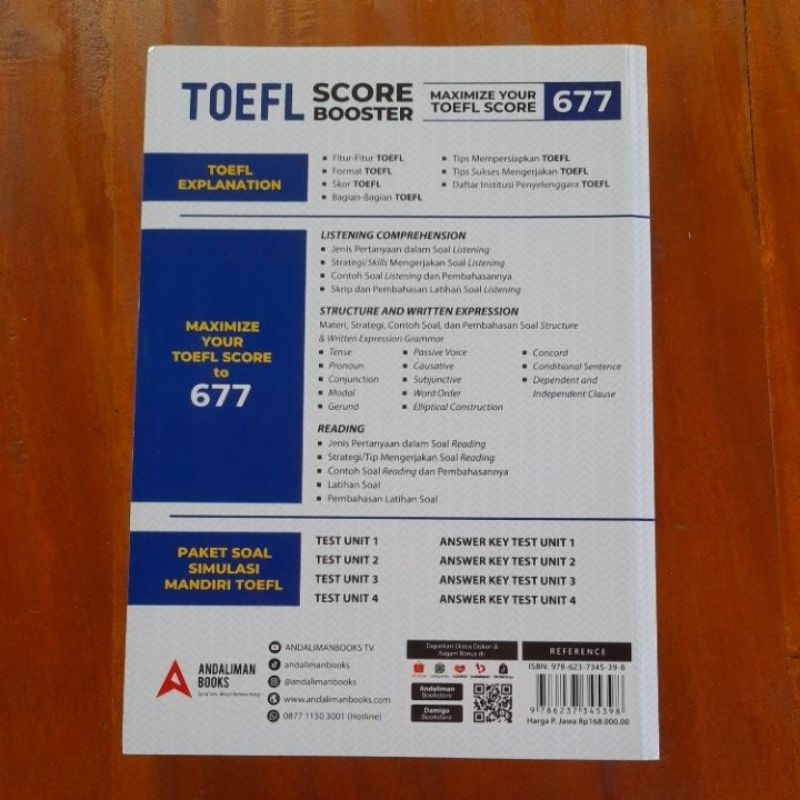 TOEFL SCORE BOOSTER
MAXIMIZE YOUR
TOEFL SCORE
677
TOEFL
EXPLANATION
▪ Fitur-Fitur TOEFL
▪ Format TOEFL
▪ Skor TOEFL
▪ Bagian-Bagian TOEFL
▪ Tips Mempersiapkan TOEFL
▪ Tips Sukses Mengerjakan TOEFL
▪ Daftar Institusi Penyelenggara TOEFL
MAXIMIZE
YOUR
TOEFL SCORE
to
677
LISTENING COMPREHENSION
▪ Jenis Pertanyaan dalam Soal Listening
▪ Strategi/Skills Mengerjakan Soal Listening
▪ Contoh Soal Listening dan Pembahasannya
▪ Skrip dan Pembahasan Latihan Soal Listening
STRUCTURE AND WRITTEN EXPRESSION
Materi, Strategi, Contoh Soal, dan Pembahasan Soal Structure
& Written Expression Grammar
▪ Tense
▪ Pronoun
▪ Conjunction
▪ Modal
▪ Gerund
▪ Passive Voice
▪ Causative
▪ Subjunctive
▪ Word Order
▪ Elliptical Construction
▪ Concord
▪ Conditional Sentence
▪ Dependent and
Independent Clause
READING
▪ Jenis Pertanyaan dalam Soal Reading
▪ Strategi/Tip Mengerjakan Soal Reading
▪ Contoh Soal Reading dan Pembahasannya
▪ Latihan Soal
▪ Pembahasan Latihan Soal
PAKET SOAL
SIMULASI
MANDIRI TOEFL
TEST UNIT 1
TEST UNIT 2
TEST UNIT 3
TEST UNIT 4
ANSWER KEY TEST UNIT 1
ANSWER KEY TEST UNIT 2
ANSWER KEY TEST UNIT 3
ANSWER KEY TEST UNIT 4
ANDALIMAN
BOOKS
ANDALIMANBOOKS TV
andalimanbooks
@andalimanbooks
www.andalimanbooks.com
0877 1150 3001 (Hotline)
Dapatkan Ekstra Diskon &
Ragam Bonus di:
Andaliman
Bookstore
Damigo
Bookstore
REFERENCE
ISBN: 978-623-7345-39-8
9 786237 345398
Harga P. Jawa Rp168.000,00